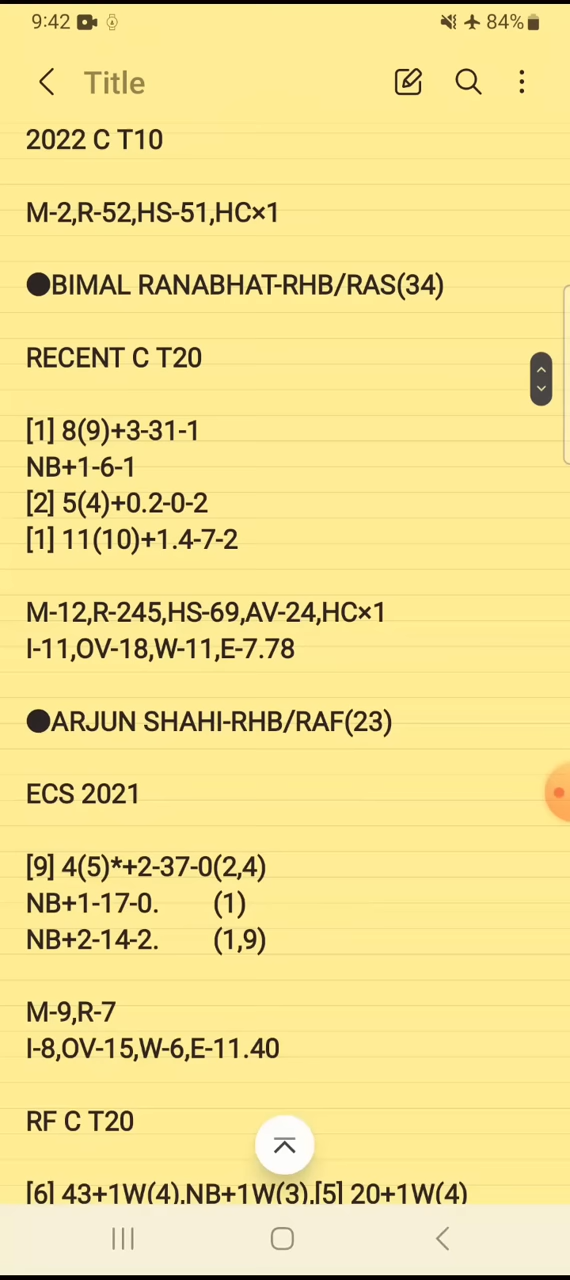 9:42
84%
Title
2022 C T10
M-2,R-52,HS-51,HC×1
●BIMAL RANABHAT-RHB/RAS(34)
RECENT C T20
[1] 8(9)+3-31-1
NB+1-6-1
[2] 5(4)+0.2-0-2
[1] 11(10)+1.4-7-2
M-12,R-245,HS-69,AV-24,HC×1
I-11,OV-18,W-11,E-7.78
●ARJUN SHAHI-RHB/RAF(23)
ECS 2021
[9] 4(5)*+2-37-0(2,4)
NB+1-17-0. (1)
NB+2-14-2. (1,9)
M-9,R-7
I-8,OV-15,W-6,E-11.40
RF C T20
[6] 43+1W(4),NB+1W(3),[5] 20+1W(4)